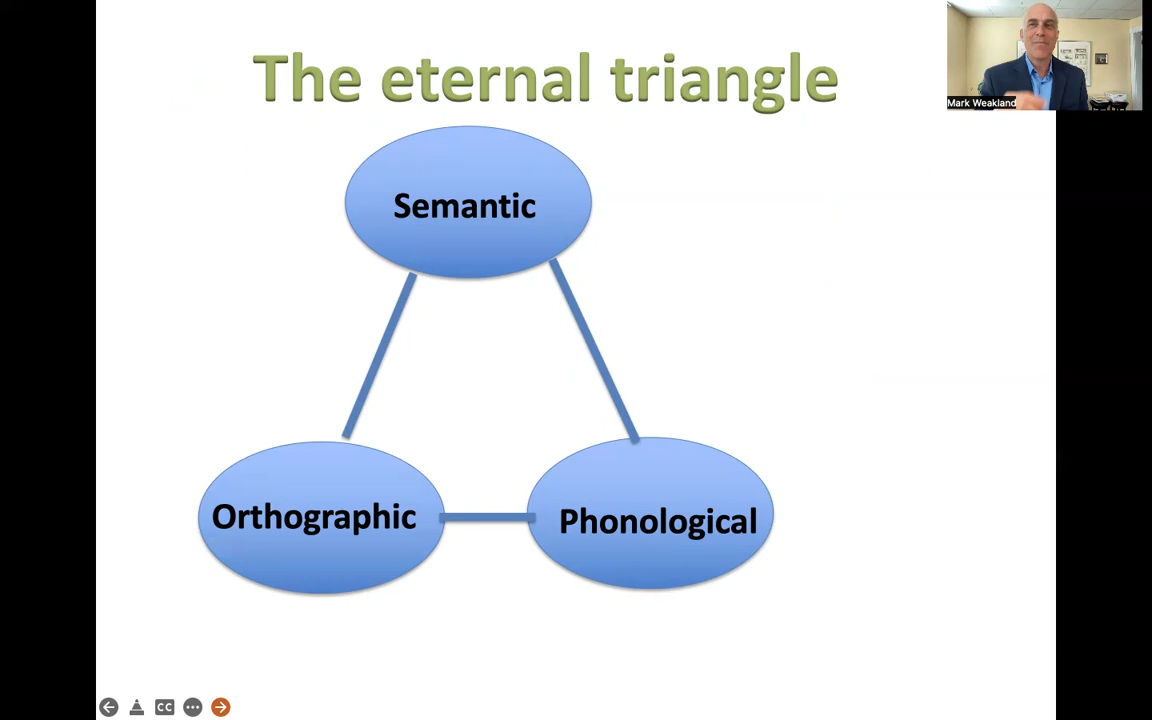 The eternal triangle
Mark Weakland
Semantic
Orthographic
Phonological
CC